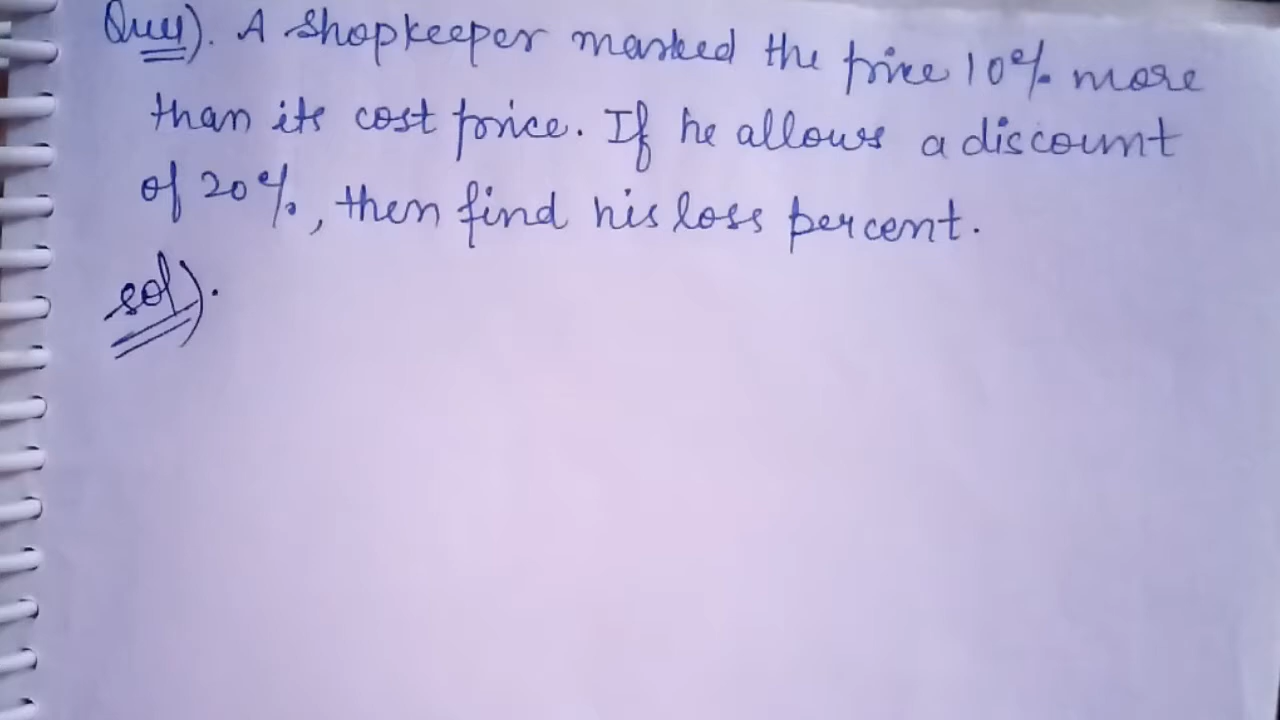 Ques). A Shopkeeper marked the price 10% more
than its cost price. If he allows a discount
of 20%, then find his loss percent.
sol).